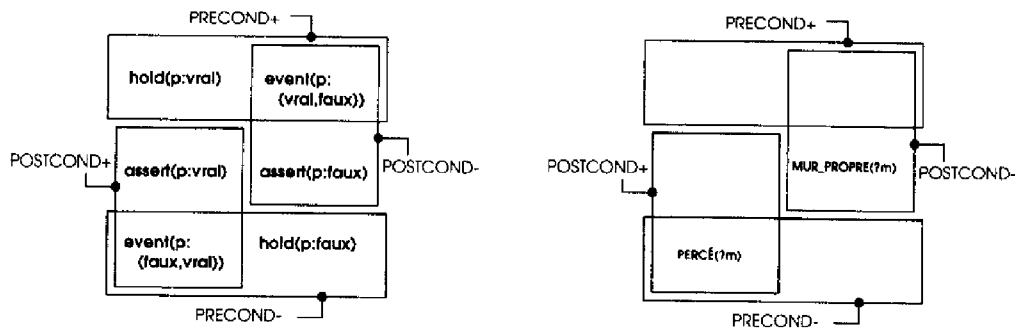 PRECOND+
hold(p:vrai)
event(p:
(vrai,faux))
POSTCOND+
assert(p:vrai)
assert(p:faux)
POSTCOND-
event(p:
(faux,vrai))
hold(p:faux)
PRECOND-
PRECOND+
POSTCOND+
MUR_PROPRE(?m)
POSTCOND-
PERCÉ(?m)
PRECOND-